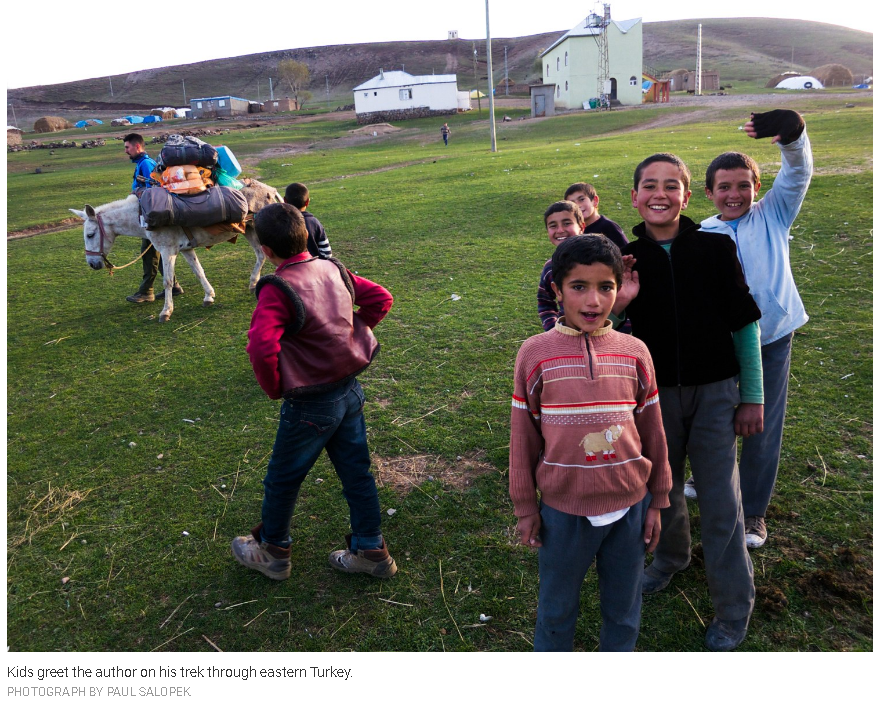 Kids greet the author on his trek through eastern Turkey.
PHOTOGRAPH BY PAUL SALOPEK